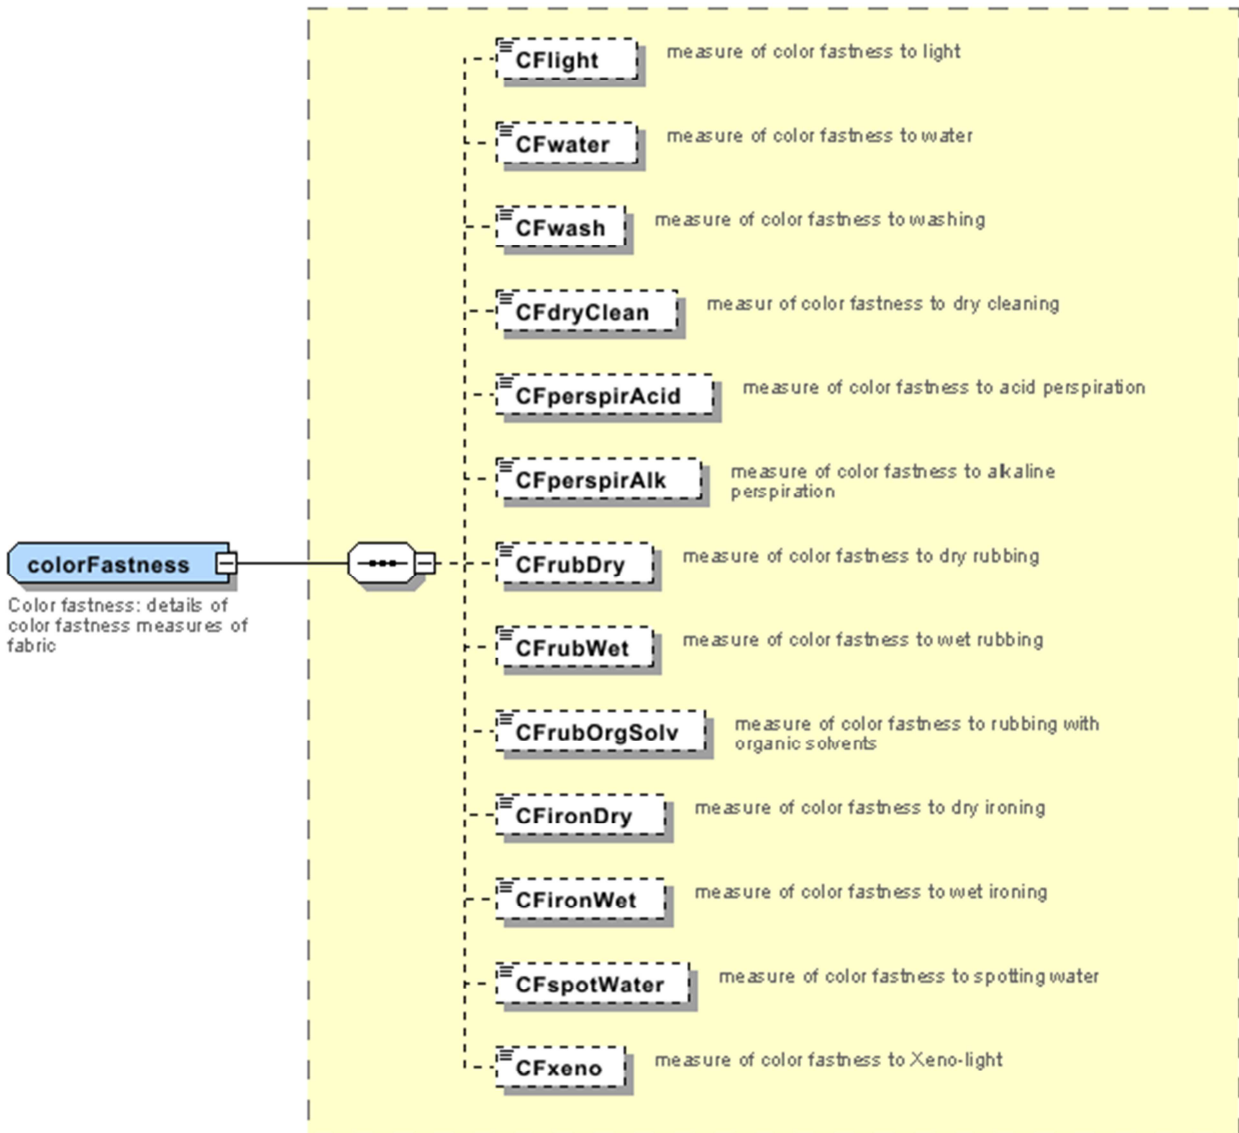 CFlight
measure of color fastness to light
CFwater
measure of color fastness to water
CFwash
measure of color fastness to washing
CFdryClean
measur of color fastness to dry cleaning
CFperspirAcid
measure of color fastness to acid perspiration
CFperspirAlk
measure of color fastness to alkaline
perspiration
colorFastness
Color fastness: details of
color fastness measures of
fabric
CFrubDry
measure of color fastness to dry rubbing
CFrubWet
measure of color fastness to wet rubbing
CFrubOrgSolv
measure of color fastness to rubbing with
organic solvents
CFironDry
measure of color fastness to dry ironing
CFironWet
measure of color fastness to wet ironing
CFspotWater
measure of color fastness to spotting water
CFxeno
measure of color fastness to Xeno-light